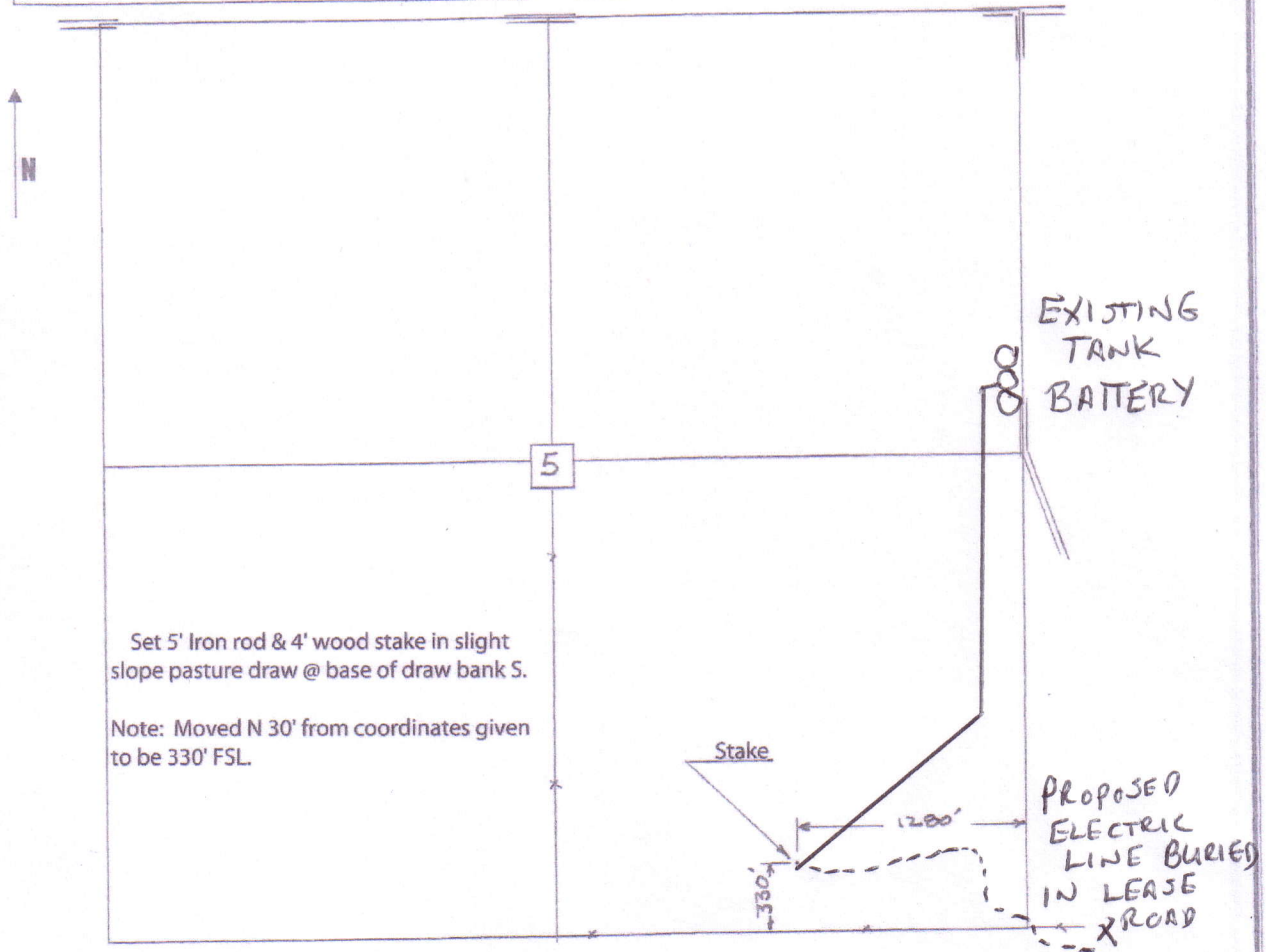 N
EXISTING
TANK
BATTERY
5
Set 5' Iron rod & 4' wood stake in slight
slope pasture draw @ base of draw bank S.
Note: Moved N 30' from coordinates given
to be 330' FSL.
Stake
1280'
330'
PROPOSED
ELECTRIC
LINE BURIED
IN LEASE
ROAD
X